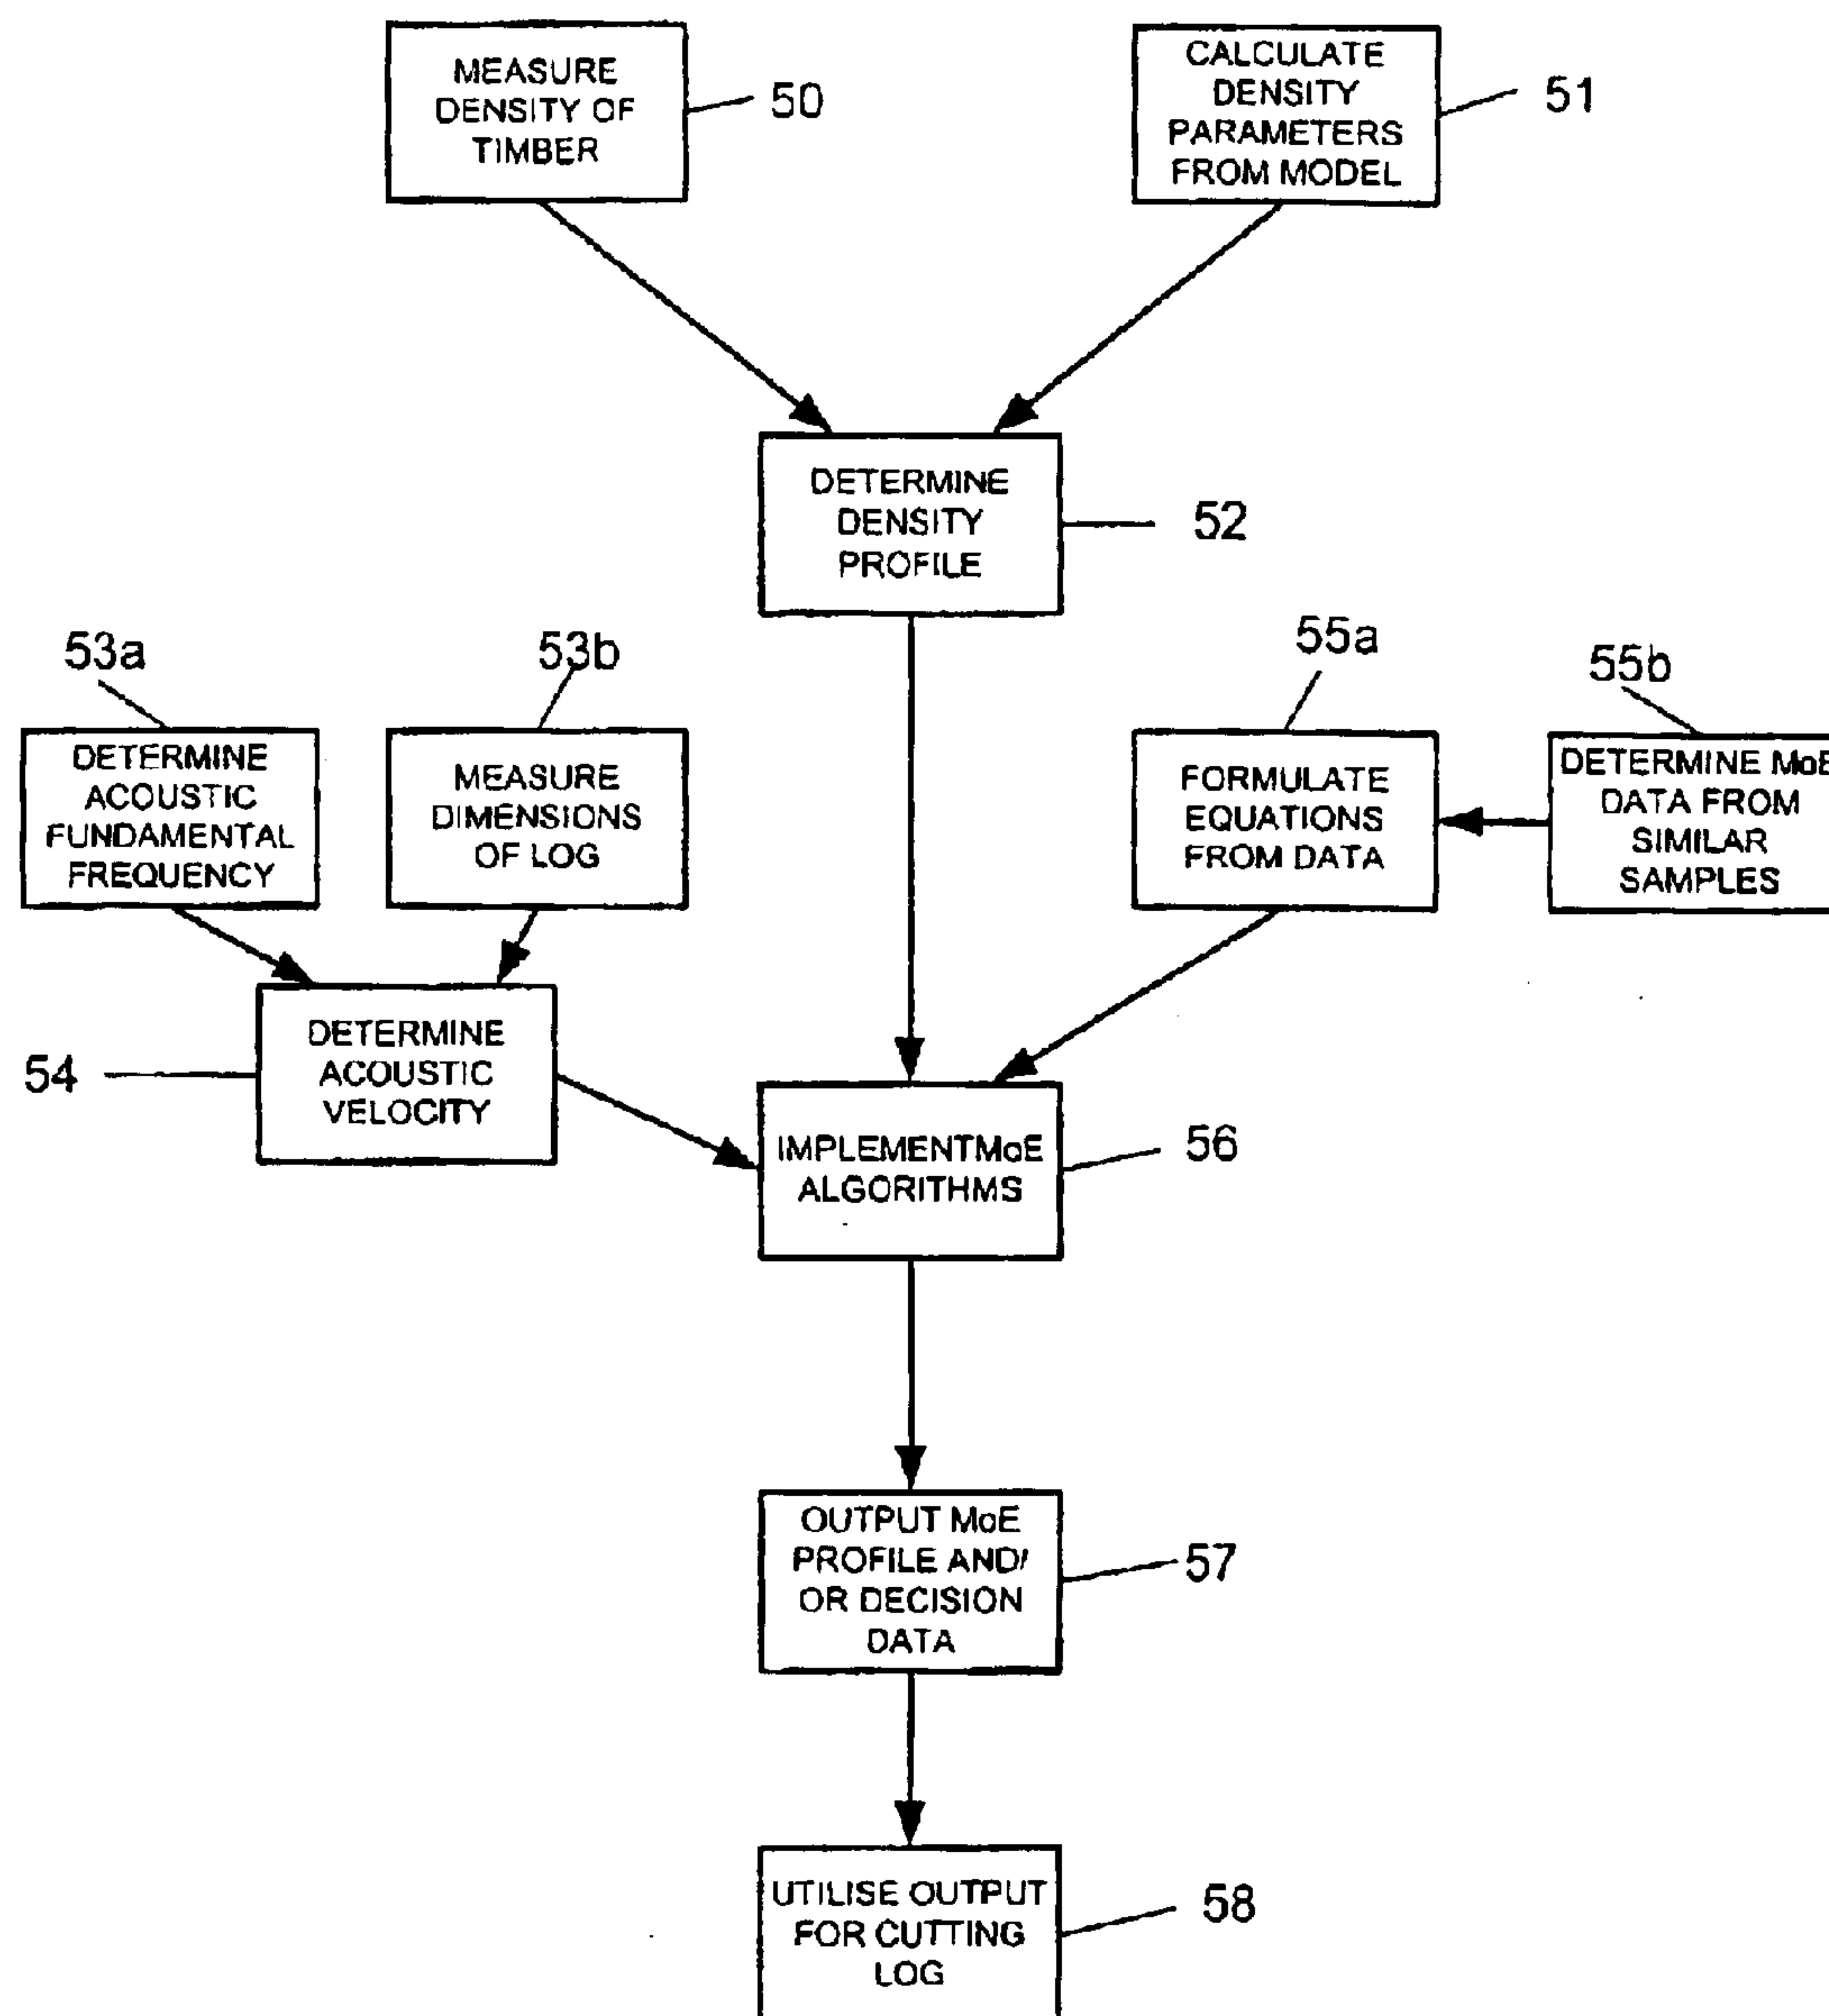 MEASURE
DENSITY OF
TIMBER
50
CALCULATE
DENSITY
PARAMETERS
FROM MODEL
51
DETERMINE
DENSITY
PROFILE
52
53a
53b
55a
55b
DETERMINE
ACOUSTIC
FUNDAMENTAL
FREQUENCY
MEASURE
DIMENSIONS
OF LOG
FORMULATE
EQUATIONS
FROM DATA
DETERMINE MoE
DATA FROM
SIMILAR
SAMPLES
54
DETERMINE
ACOUSTIC
VELOCITY
IMPLEMENTMoE
ALGORITHMS
56
OUTPUT MoE
PROFILE AND/
OR DECISION
DATA
57
UTILISE OUTPUT
FOR CUTTING
LOG
58